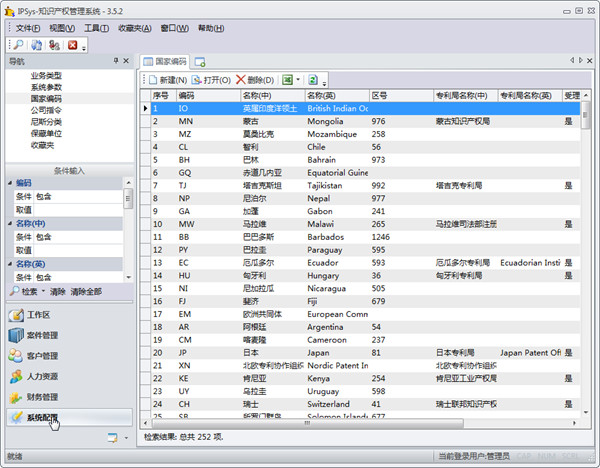 IPSys-知识产权管理系统 - 3.5.2
文件(F) 视图(V) 工具(T) 收藏夹(A) 窗口(W) 帮助(H)
导航
业务类型
系统参数
国家编码
公司指令
尼斯分类
保藏单位
收藏夹
条件输入
编码
条件 包含
取值
名称(中)
条件 包含
取值
名称(英)
条件 包含
检索 清除 清除全部
工作区
案件管理
客户管理
人力资源
财务管理
系统配置
国家编码
新建(N) 打开(O) 删除(D)
序号 编码 名称(中) 名称(英) 区号 专利局名称(中) 专利局名称(英) 受理
1 IO 英属印度洋领土 British Indian Oc
2 MN 蒙古 Mongolia 976 蒙古知识产权局 是
3 MZ 莫桑比克 Mozambique 258
4 CL 智利 Chile 56
5 BH 巴林 Bahrain 973
6 GQ 赤道几内亚 Equatorial Guine
7 TJ 塔吉克斯坦 Tajikistan 992 塔吉克专利局 是
8 NP 尼泊尔 Nepal 977
9 GA 加蓬 Gabon 241
10 MW 马拉维 Malawi 265 马拉维司法部注册 是
11 BB 巴巴多斯 Barbados 1246
12 PY 巴拉圭 Paraguay 595
13 EC 厄瓜多尔 Ecuador 593 厄瓜多尔专利局 Ecuadorian Insti 是
14 HU 匈牙利 Hungary 36 匈牙利专利局 是
15 NI 尼加拉瓜 Nicaragua 505
16 FJ 斐济 Fiji 679
17 EM 欧洲共同体 European Comm
18 AR 阿根廷 Argentina 54
19 CM 喀麦隆 Cameroon 237
20 JP 日本 Japan 81 日本专利局 Japan Patent Off 是
21 XN 北欧专利协作组织 Nordic Patent In 北欧专利协作组织
22 KE 肯尼亚 Kenya 254 肯尼亚工业产权局 是
23 UY 乌拉圭 Uruguay 598
24 CH 瑞士 Switzerland 41 瑞士联邦知识产权 是
25 SB 所罗门群岛 Solomon Islands 677
检索结果: 总共 252 项.
就绪 当前登录用户:管理员 CAP NUM SCRL